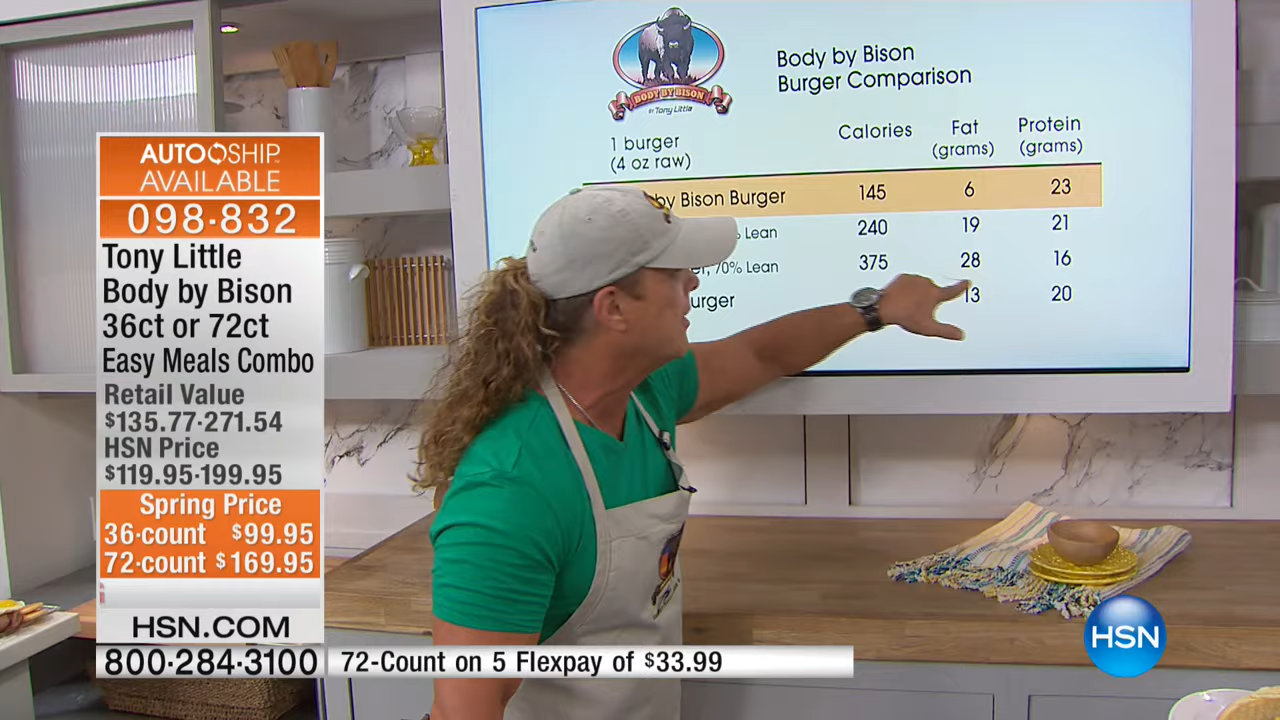 AUTOSHIP
AVAILABLE
098-832
Tony Little
Body by Bison
36ct or 72ct
Easy Meals Combo
Retail Value
$135.77-271.54
HSN Price
$119.95-199.95
Spring Price
36-count $99.95
72-count $169.95
HSN.COM
800-284-3100
72-Count on 5 Flexpay of $33.99
HSN
BODY BY BISON
BY Tony Little
Body by Bison
Burger Comparison
1 burger
(4 oz raw)
Calories
Fat
(grams)
Protein
(grams)
by Bison Burger 145 6 23
% Lean 240 19 21
70% Lean 375 28 16
urger 13 20